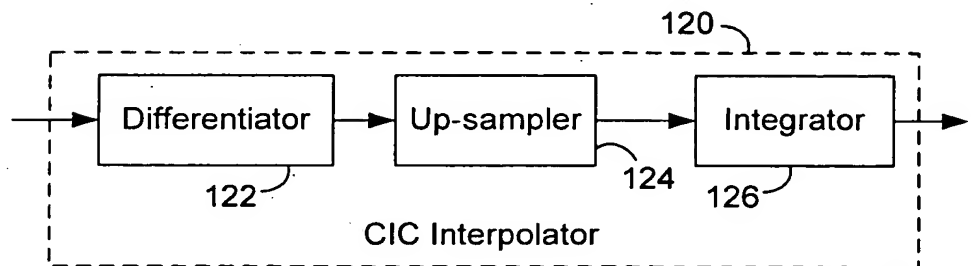 120
Differentiator
Up-sampler
Integrator
122
124
126
CIC Interpolator